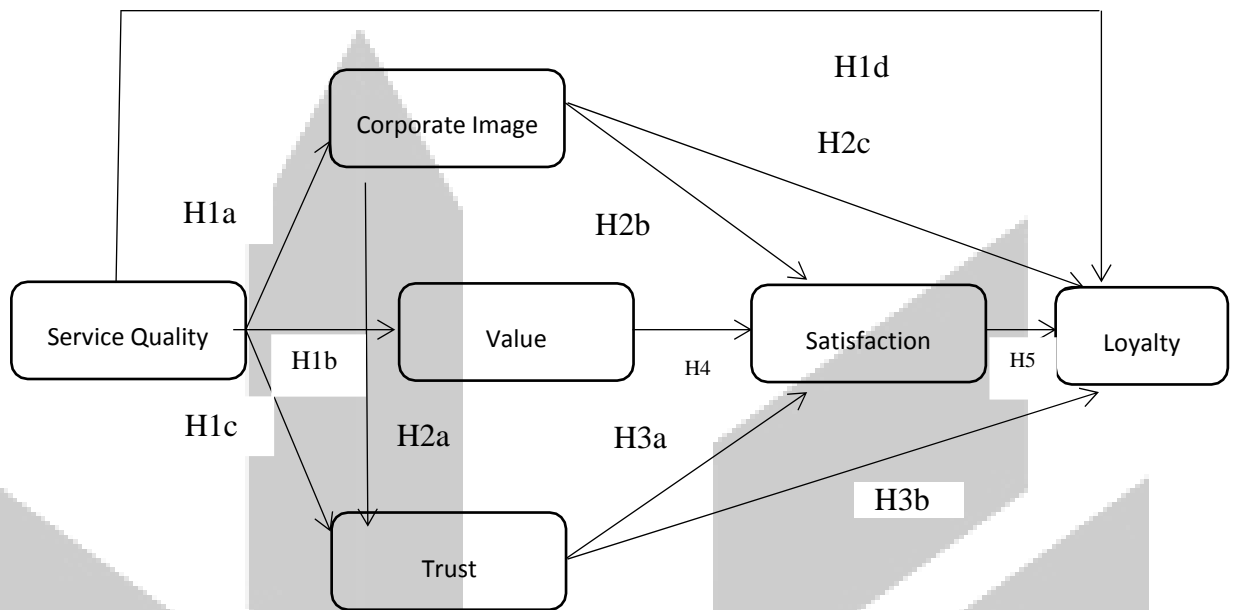 H1d
Corporate Image
H2c
H1a
H2b
Service Quality
Value
Satisfaction
Loyalty
H1b
H4
H5
H1c
H2a
H3a
H3b
Trust